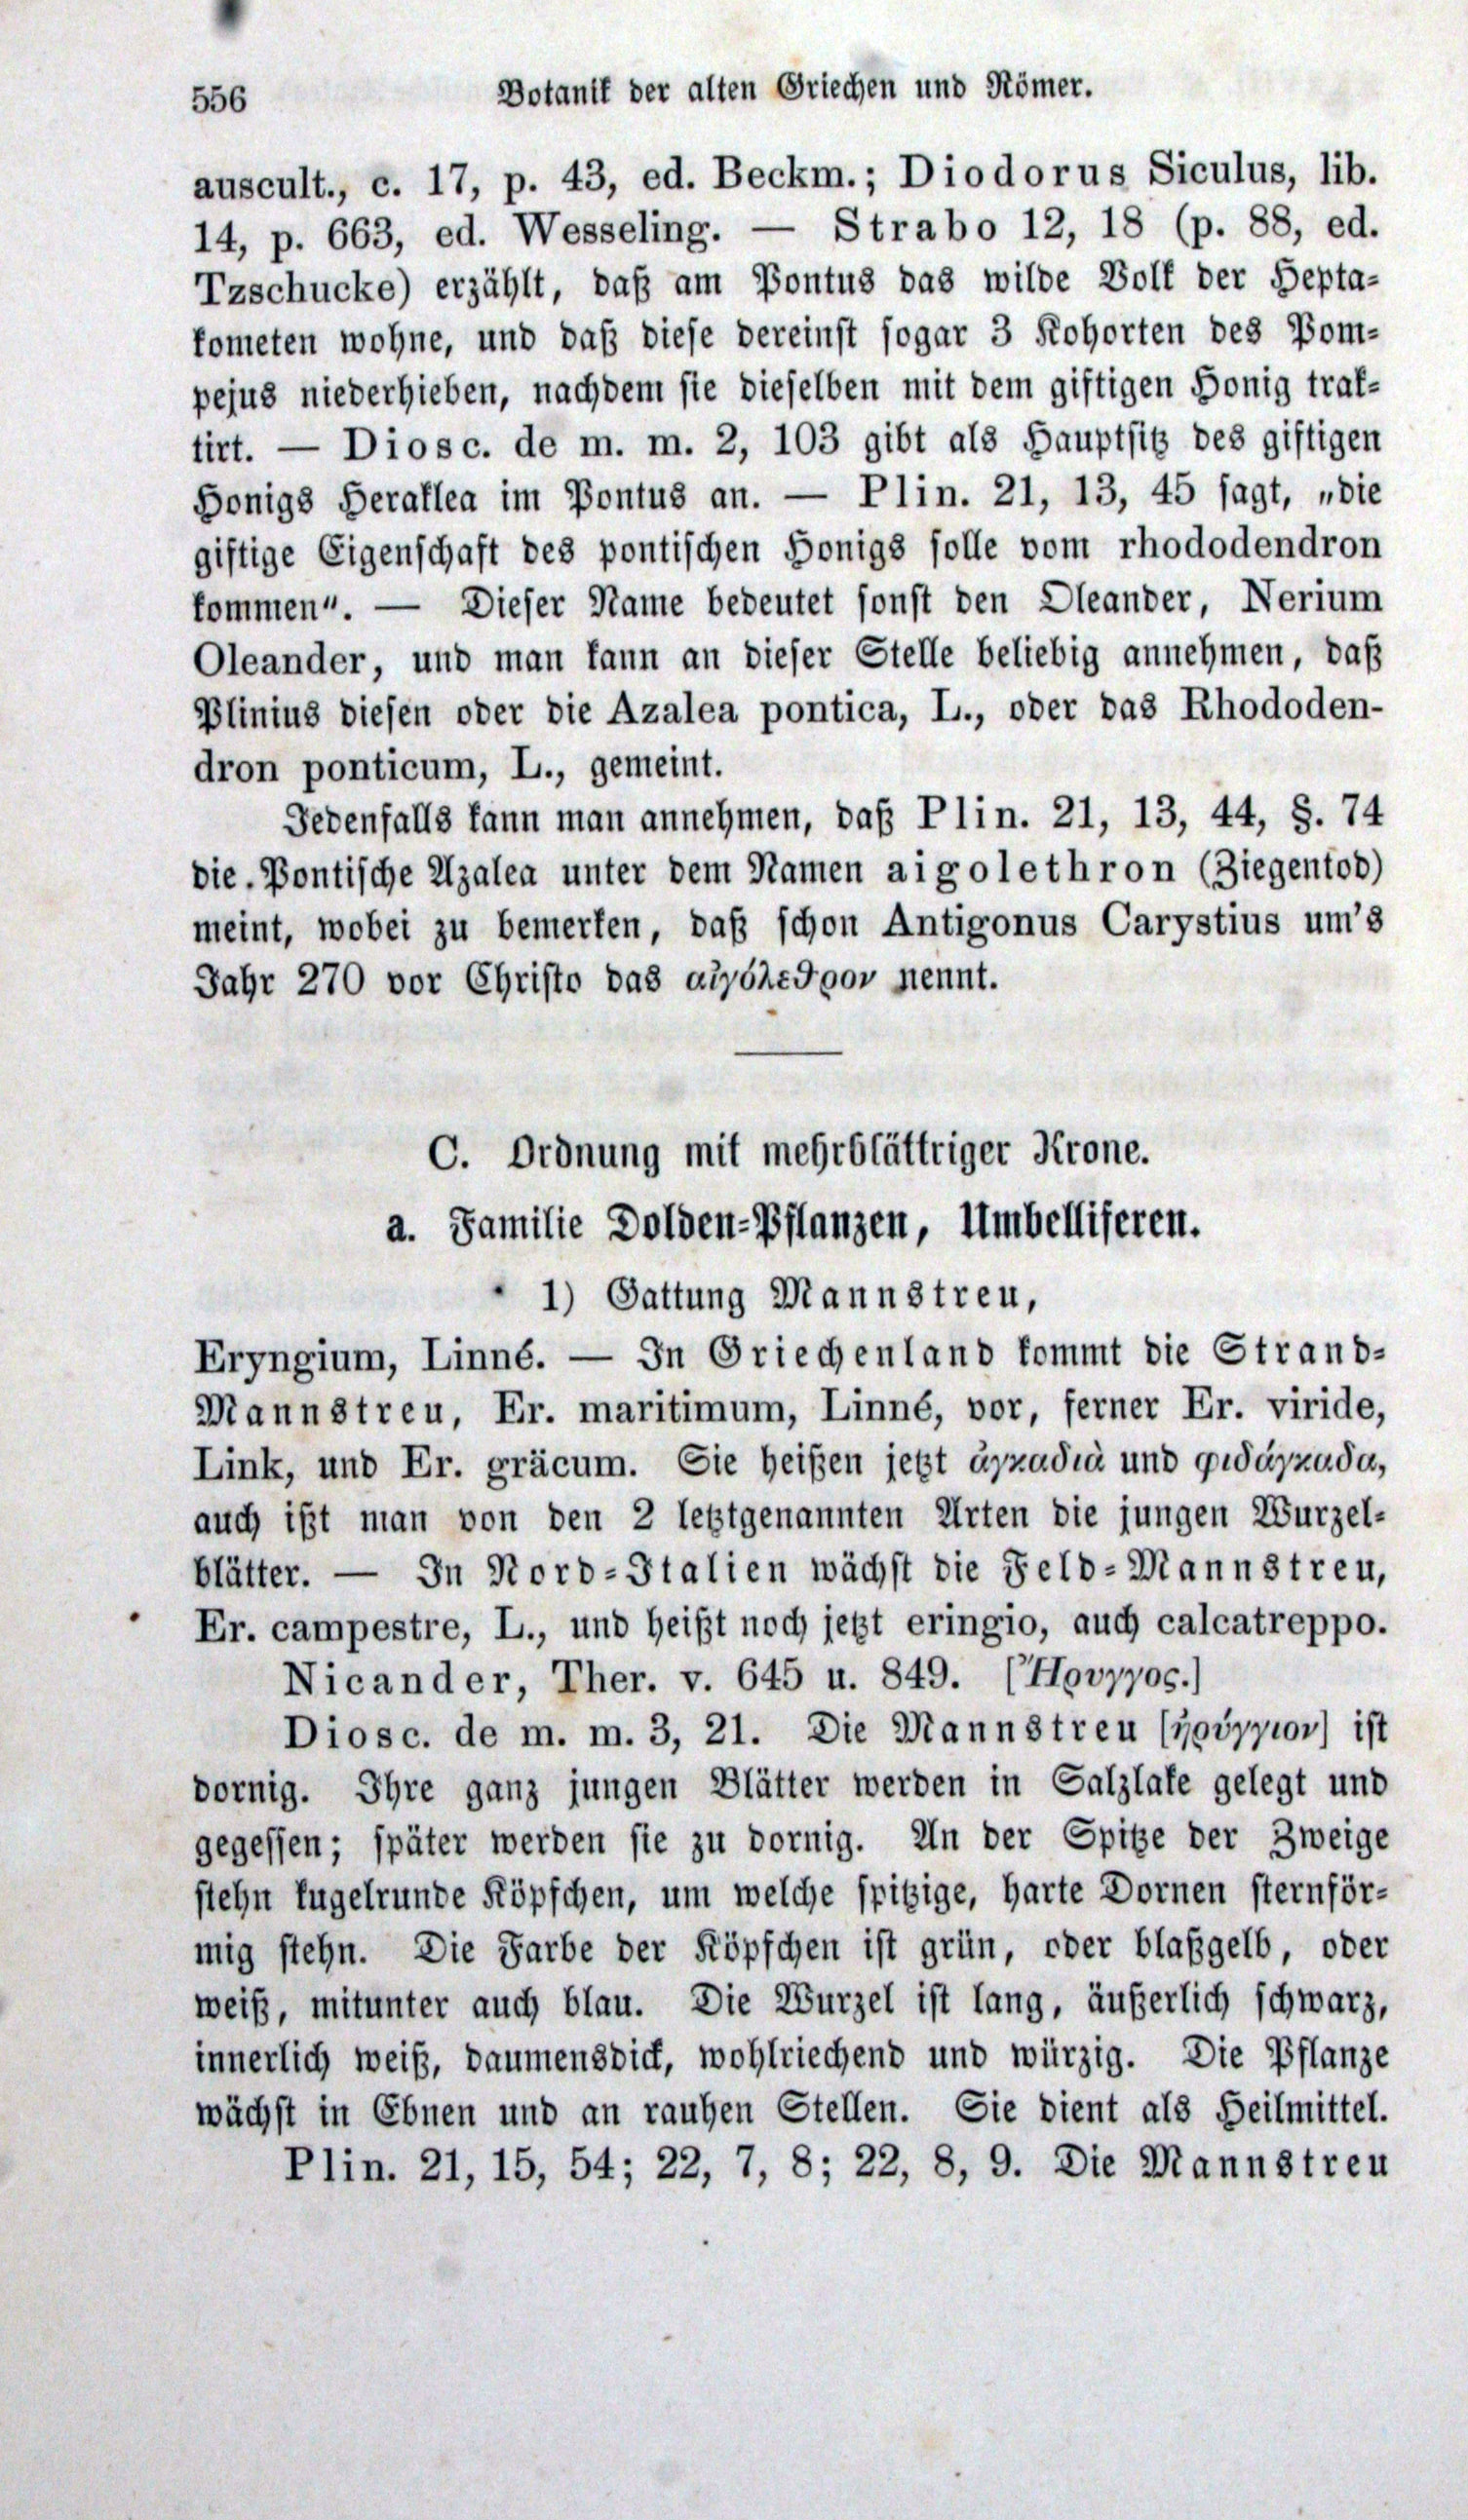 556
Botanik der alten Griechen und Römer.
auscult., c. 17, p. 43, ed. Beckm.; Diodorus Siculus, lib.
14, p. 663, ed. Wesseling. — Strabo 12, 18 (p. 88, ed.
Tzschucke) erzählt, daß am Pontus das wilde Volk der Hepta-
kometen wohne, und daß diese dereinst sogar 3 Kohorten des Pom-
pejus niederhieben, nachdem sie dieselben mit dem giftigen Honig trak-
tirt. — Diosc. de m. m. 2, 103 gibt als Hauptsitz des giftigen
Honigs Heraklea im Pontus an. — Plin. 21, 13, 45 sagt, „die
giftige Eigenschaft des pontischen Honigs solle vom rhododendron
kommen“. — Dieser Name bedeutet sonst den Oleander, Nerium
Oleander, und man kann an dieser Stelle beliebig annehmen, daß
Plinius diesen oder die Azalea pontica, L., oder das Rhododen-
dron ponticum, L., gemeint.
Jedenfalls kann man annehmen, daß Plin. 21, 13, 44, §. 74
die Pontische Azalea unter dem Namen aigolethron (Ziegentod)
meint, wobei zu bemerken, daß schon Antigonus Carystius um's
Jahr 270 vor Christo das αἰγόλεθρον nennt.
C. Ordnung mit mehrblättriger Krone.
a. Familie Dolden-Pflanzen, Umbelliferen.
1) Gattung Mannstreu,
Eryngium, Linné. — In Griechenland kommt die Strand-
Mannstreu, Er. maritimum, Linné, vor, ferner Er. viride,
Link, und Er. gräcum. Sie heißen jetzt ἀγκαδιὰ und φιδάγκαδα,
auch ißt man von den 2 letztgenannten Arten die jungen Wurzel-
blätter. — In Nord-Italien wächst die Feld-Mannstreu,
Er. campestre, L., und heißt noch jetzt eringio, auch calcatreppo.
Nicander, Ther. v. 645 u. 849. [Ἤρυγγος.]
Diosc. de m. m. 3, 21. Die Mannstreu [ἠρύγγιον] ist
dornig. Ihre ganz jungen Blätter werden in Salzlake gelegt und
gegessen; später werden sie zu dornig. An der Spitze der Zweige
stehn kugelrunde Köpfchen, um welche spitzige, harte Dornen sternför-
mig stehn. Die Farbe der Köpfchen ist grün, oder blaßgelb, oder
weiß, mitunter auch blau. Die Wurzel ist lang, äußerlich schwarz,
innerlich weiß, daumensdick, wohlriechend und würzig. Die Pflanze
wächst in Ebnen und an rauhen Stellen. Sie dient als Heilmittel.
Plin. 21, 15, 54; 22, 7, 8; 22, 8, 9. Die Mannstreu